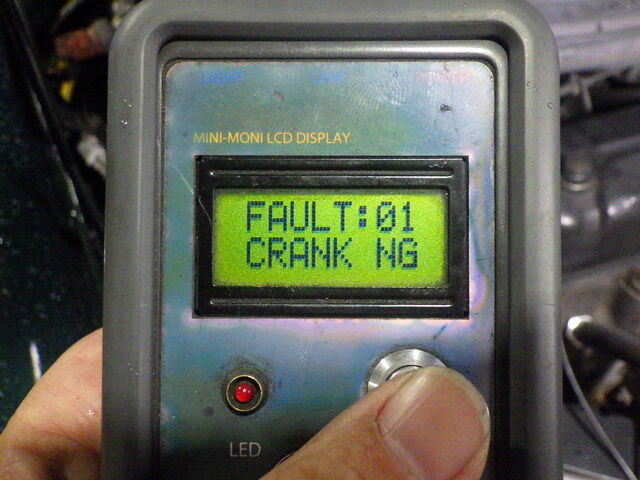 MINI-MONI LCD DISPLAY
FAULT:01
CRANK NG
LED